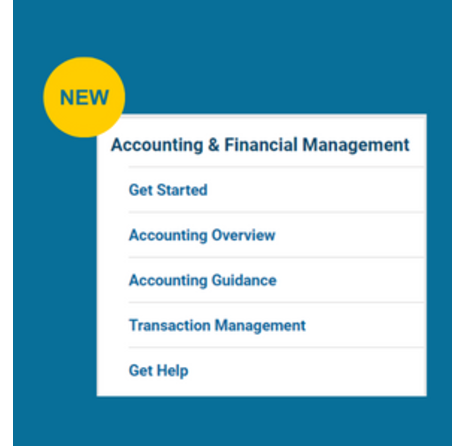 NEW
Accounting & Financial Management
Get Started
Accounting Overview
Accounting Guidance
Transaction Management
Get Help